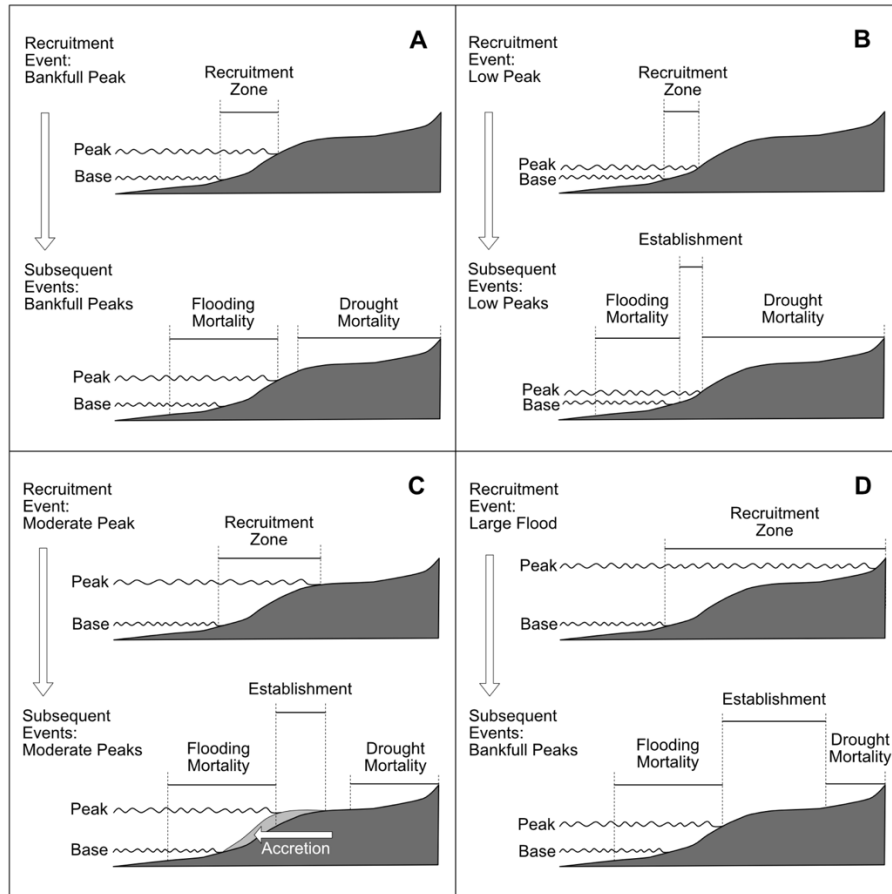 A
Recruitment
Event:
Bankfull Peak
Recruitment
Zone
Peak
Base
Subsequent
Events:
Bankfull Peaks
Flooding
Mortality
Drought
Mortality
Peak
Base
B
Recruitment
Event:
Low Peak
Recruitment
Zone
Peak
Base
Establishment
Subsequent
Events:
Low Peaks
Flooding
Mortality
Drought
Mortality
Peak
Base
C
Recruitment
Event:
Moderate Peak
Recruitment
Zone
Peak
Base
Establishment
Subsequent
Events:
Moderate Peaks
Flooding
Mortality
Drought
Mortality
Peak
Base
Accretion
D
Recruitment
Event:
Large Flood
Recruitment
Zone
Peak
Base
Establishment
Subsequent
Events:
Bankfull Peaks
Flooding
Mortality
Drought
Mortality
Peak
Base